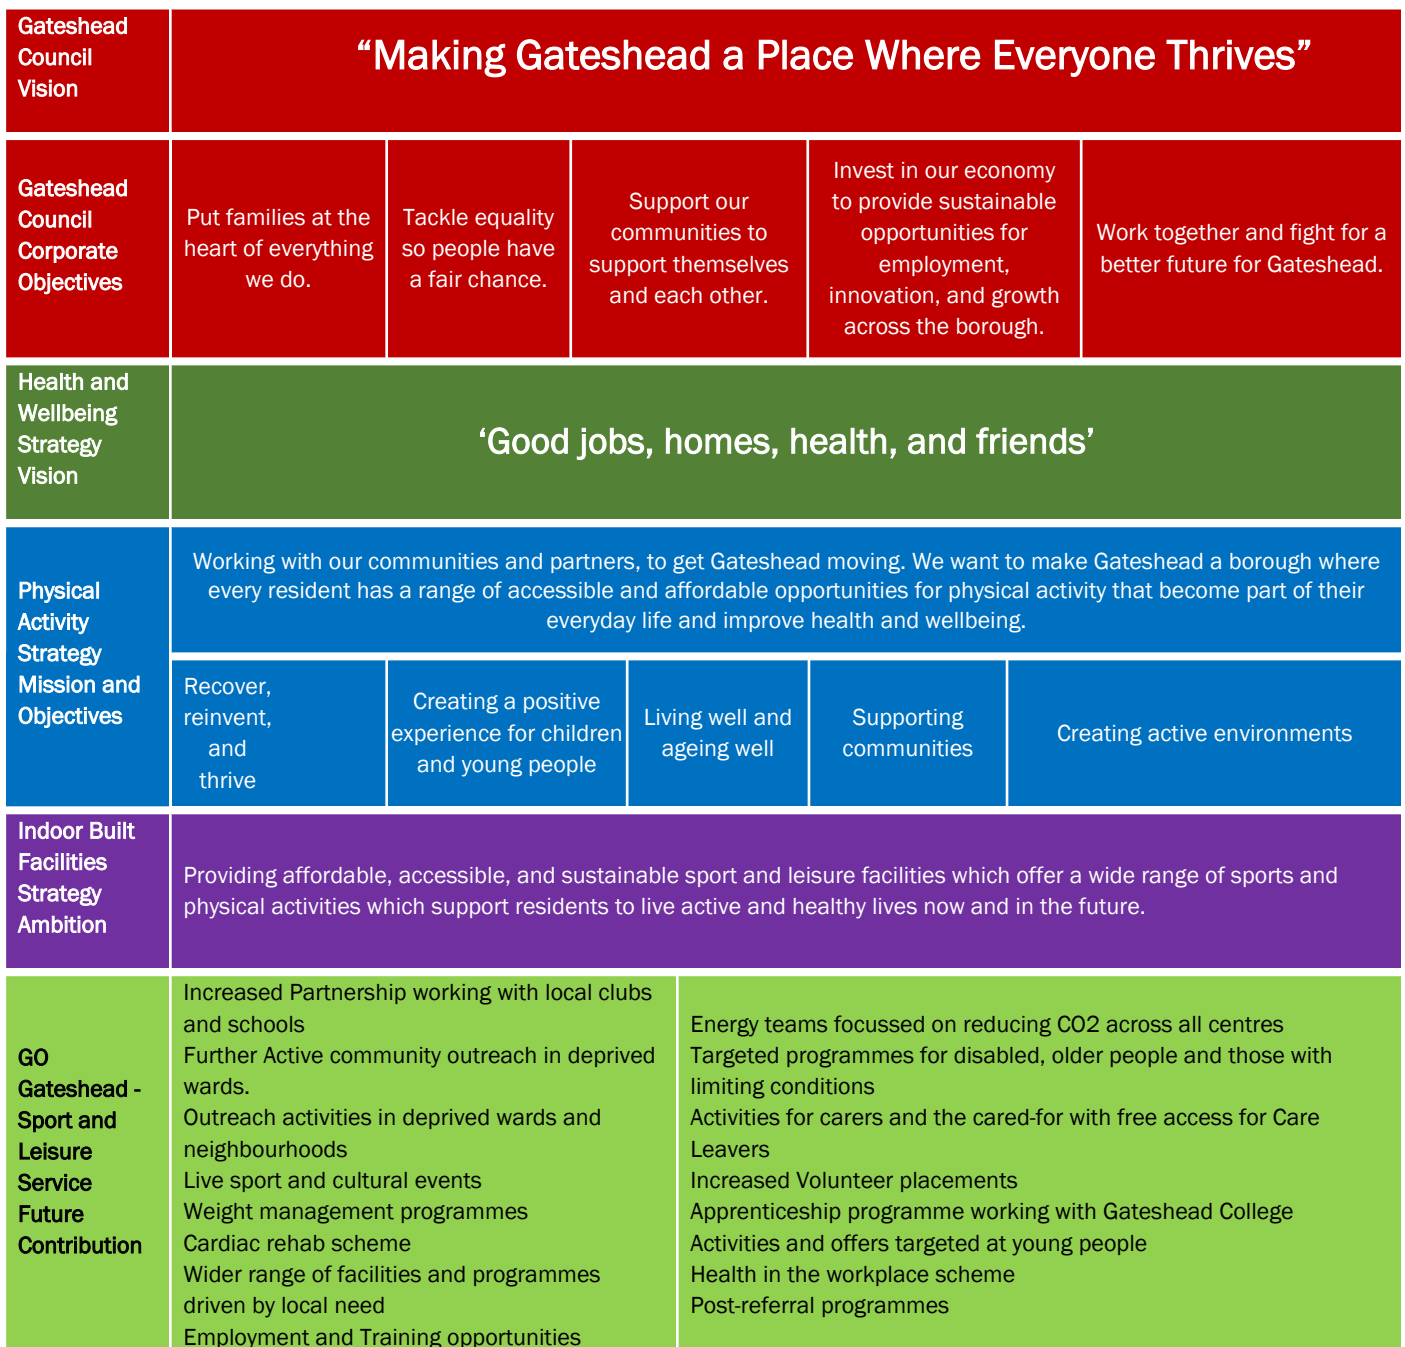 Gateshead
Council
Vision
“Making Gateshead a Place Where Everyone Thrives”
Gateshead
Council
Corporate
Objectives
Put families at the
heart of everything
we do.
Tackle equality
so people have
a fair chance.
Support our
communities to
support themselves
and each other.
Invest in our economy
to provide sustainable
opportunities for
employment,
innovation, and growth
across the borough.
Work together and fight for a
better future for Gateshead.
Health and
Wellbeing
Strategy
Vision
‘Good jobs, homes, health, and friends’
Physical
Activity
Strategy
Mission and
Objectives
Working with our communities and partners, to get Gateshead moving. We want to make Gateshead a borough where
every resident has a range of accessible and affordable opportunities for physical activity that become part of their
everyday life and improve health and wellbeing.
Recover,
reinvent,
and
thrive
Creating a positive
experience for children
and young people
Living well and
ageing well
Supporting
communities
Creating active environments
Indoor Built
Facilities
Strategy
Ambition
Providing affordable, accessible, and sustainable sport and leisure facilities which offer a wide range of sports and
physical activities which support residents to live active and healthy lives now and in the future.
GO
Gateshead -
Sport and
Leisure
Service
Future
Contribution
Increased Partnership working with local clubs
and schools
Further Active community outreach in deprived
wards.
Outreach activities in deprived wards and
neighbourhoods
Live sport and cultural events
Weight management programmes
Cardiac rehab scheme
Wider range of facilities and programmes
driven by local need
Employment and Training opportunities
Energy teams focussed on reducing CO2 across all centres
Targeted programmes for disabled, older people and those with
limiting conditions
Activities for carers and the cared-for with free access for Care
Leavers
Increased Volunteer placements
Apprenticeship programme working with Gateshead College
Activities and offers targeted at young people
Health in the workplace scheme
Post-referral programmes